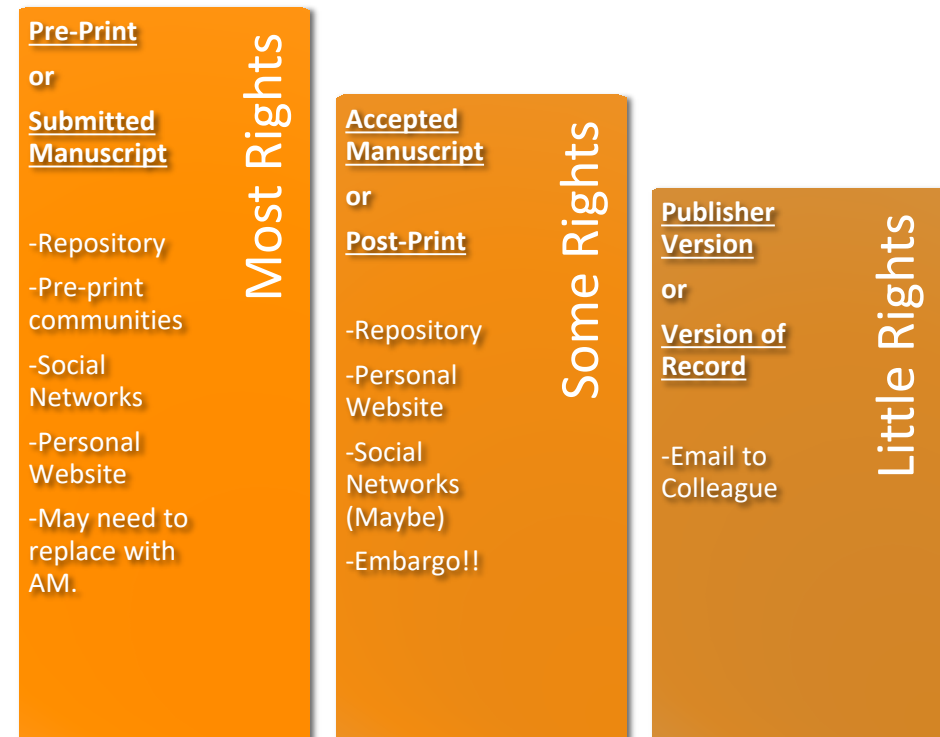 Pre-Print
or
Submitted
Manuscript
-Repository
-Pre-print
communities
-Social
Networks
-Personal
Website
-May need to
replace with
AM.
Most Rights
Accepted
Manuscript
or
Post-Print
-Repository
-Personal
Website
-Social
Networks
(Maybe)
-Embargo!!
Some Rights
Publisher
Version
or
Version of
Record
-Email to
Colleague
Little Rights